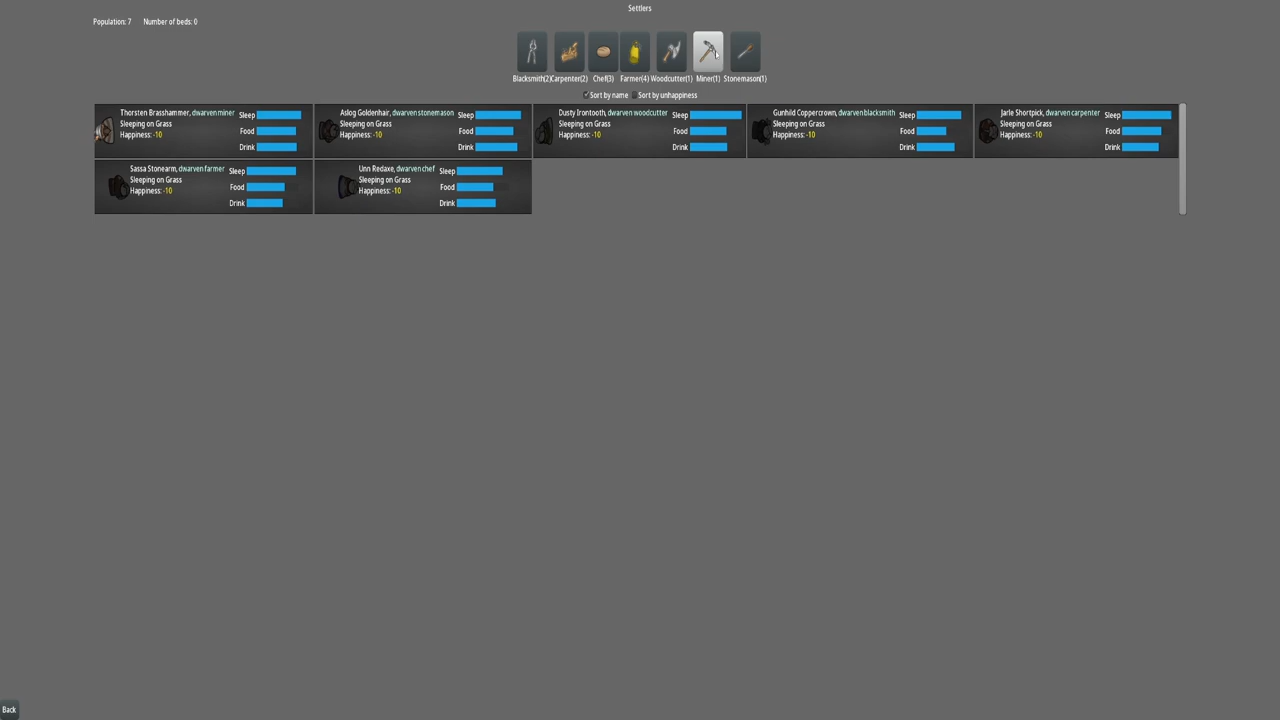 Settlers
Population: 7 Number of beds: 0
Blacksmith(2) Carpenter(2) Chef(3) Farmer(4) Woodcutter(1) Miner(1) Stonemason(1)
Sort by name Sort by unhappiness
Thorsten Brasshammer, dwarven miner
Sleeping on Grass
Happiness: -10
Sleep
Food
Drink
Aslog Goldenhair, dwarven stonemason
Sleeping on Grass
Happiness: -10
Sleep
Food
Drink
Dusty Irontooth, dwarven woodcutter
Sleeping on Grass
Happiness: -10
Sleep
Food
Drink
Gunhild Coppercrown, dwarven blacksmith
Sleeping on Grass
Happiness: -10
Sleep
Food
Drink
Jarle Shortpick, dwarven carpenter
Sleeping on Grass
Happiness: -10
Sleep
Food
Drink
Sassa Stonearm, dwarven farmer
Sleeping on Grass
Happiness: -10
Sleep
Food
Drink
Unn Redaxe, dwarven chef
Sleeping on Grass
Happiness: -10
Sleep
Food
Drink
Back